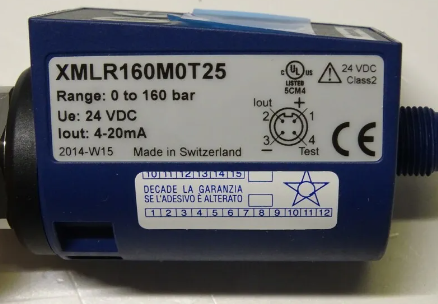 XMLR160M0T25
Range: 0 to 160 bar
Ue: 24 VDC
Iout: 4-20mA
2014-W15 Made in Switzerland
c UL us
LISTED
5CM4
24 VDC
Class2
Iout +
2 1
3 4
- Test
CE
10 11 12 13 14 15
DECADE LA GARANZIA
SE L'ADESIVO È ALTERATO
1 2 3 4 5 6 7 8 9 10 11 12